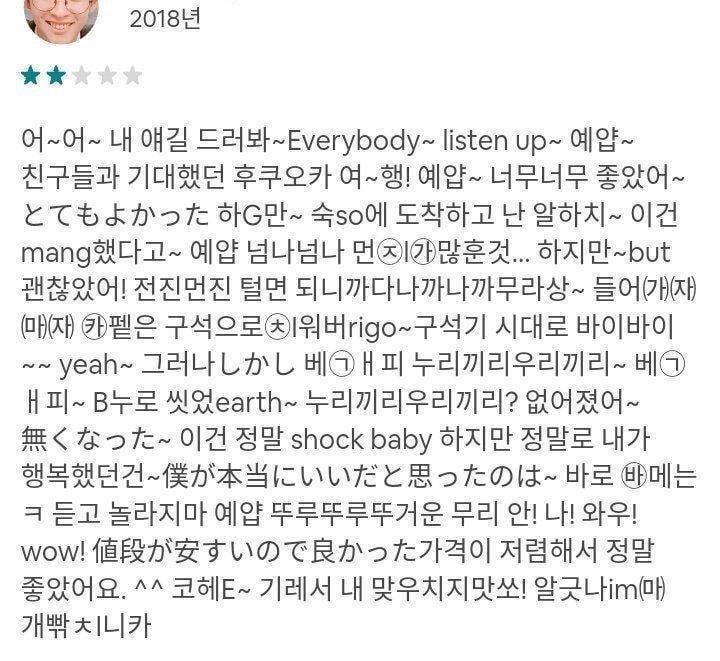 2018년
어~어~ 내 얘길 드러봐~Everybody~ listen up~ 예얍~
친구들과 기대했던 후쿠오카 여~행! 예얍~ 너무너무 좋았어~
とてもよかった 하G만~ 숙so에 도착하고 난 알하치~ 이건
mang했다고~ 예얍 넘나넘나 먼㉨l㉮많훈것... 하지만~but
괜찮았어! 전진먼진 털면 되니까다나까나까무라상~ 들어㈎㈂
㈒㈂ ㉸펱은 구석으로㉩l워버rigo~구석기 시대로 바이바이
~~ yeah~ 그러나しかし 베㉠ㅐ피 누리끼리우리끼리~ 베㉠
ㅐ피~ B누로 씻었earth~ 누리끼리우리끼리? 없어졌어~
無くなった~ 이건 정말 shock baby 하지만 정말로 내가
행복했던건~僕が本当にいいだと思ったのは~ 바로 ㉳메는
ㅋ 듣고 놀라지마 예얍 뚜루뚜루뚜거운 무리 안! 나! 와우!
wow! 値段が安すいので良かった가격이 저렴해서 정말
좋았어요. ^^ 코헤E~ 기레서 내 맞우치지맛쏘! 알긋나im㈒
개빾ㅊl니카